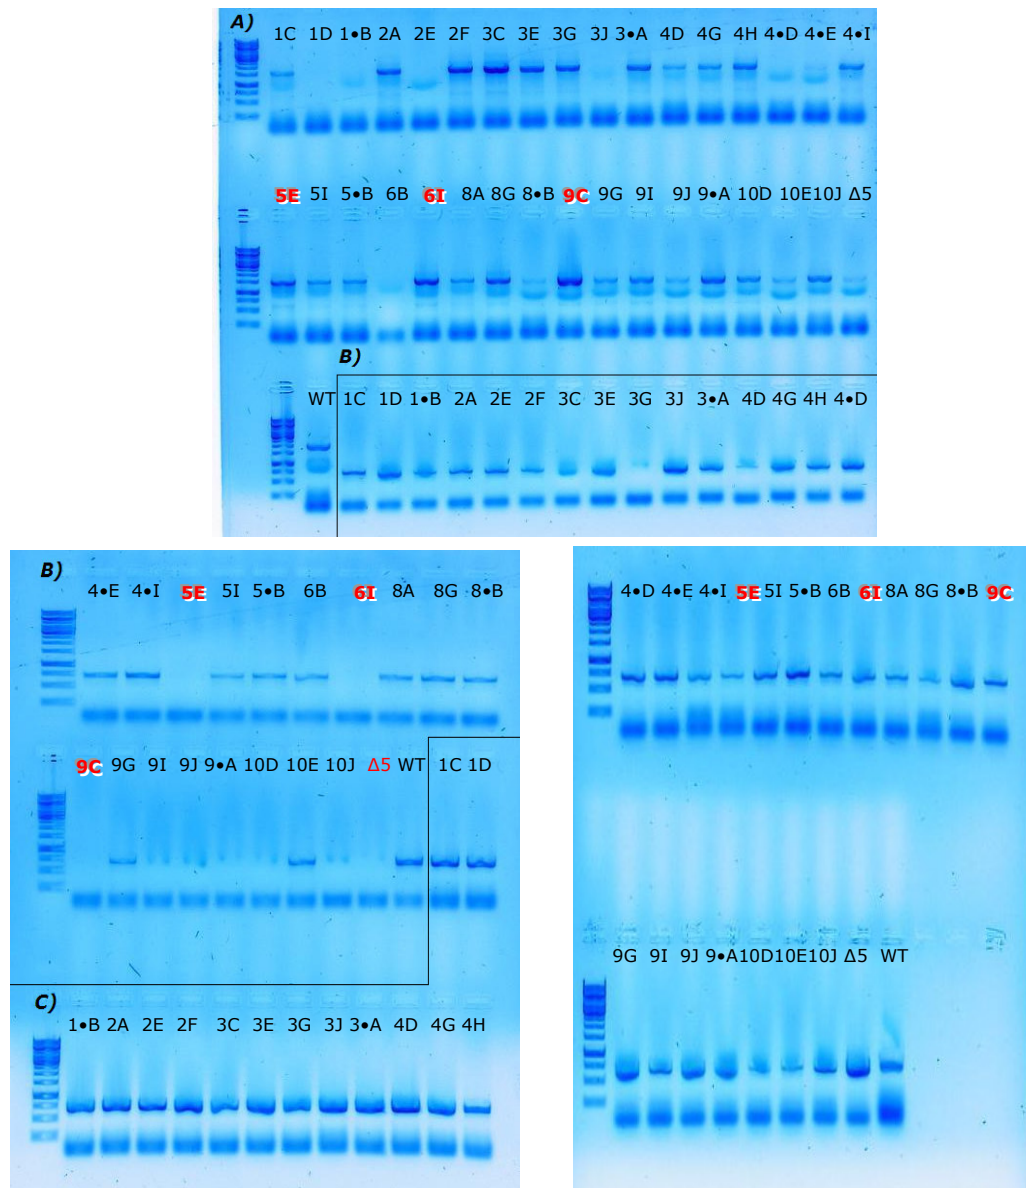 A)
1C 1D 1•B 2A 2E 2F 3C 3E 3G 3J 3•A 4D 4G 4H 4•D 4•E 4•I
5E 5I 5•B 6B 6I 8A 8G 8•B 9C 9G 9I 9J 9•A 10D 10E 10J Δ5
B)
WT 1C 1D 1•B 2A 2E 2F 3C 3E 3G 3J 3•A 4D 4G 4H 4•D
B)
4•E 4•I 5E 5I 5•B 6B 6I 8A 8G 8•B
9C 9G 9I 9J 9•A 10D 10E 10J Δ5 WT 1C 1D
C)
1•B 2A 2E 2F 3C 3E 3G 3J 3•A 4D 4G 4H
4•D 4•E 4•I 5E 5I 5•B 6B 6I 8A 8G 8•B 9C
9G 9I 9J 9•A 10D 10E 10J Δ5 WT